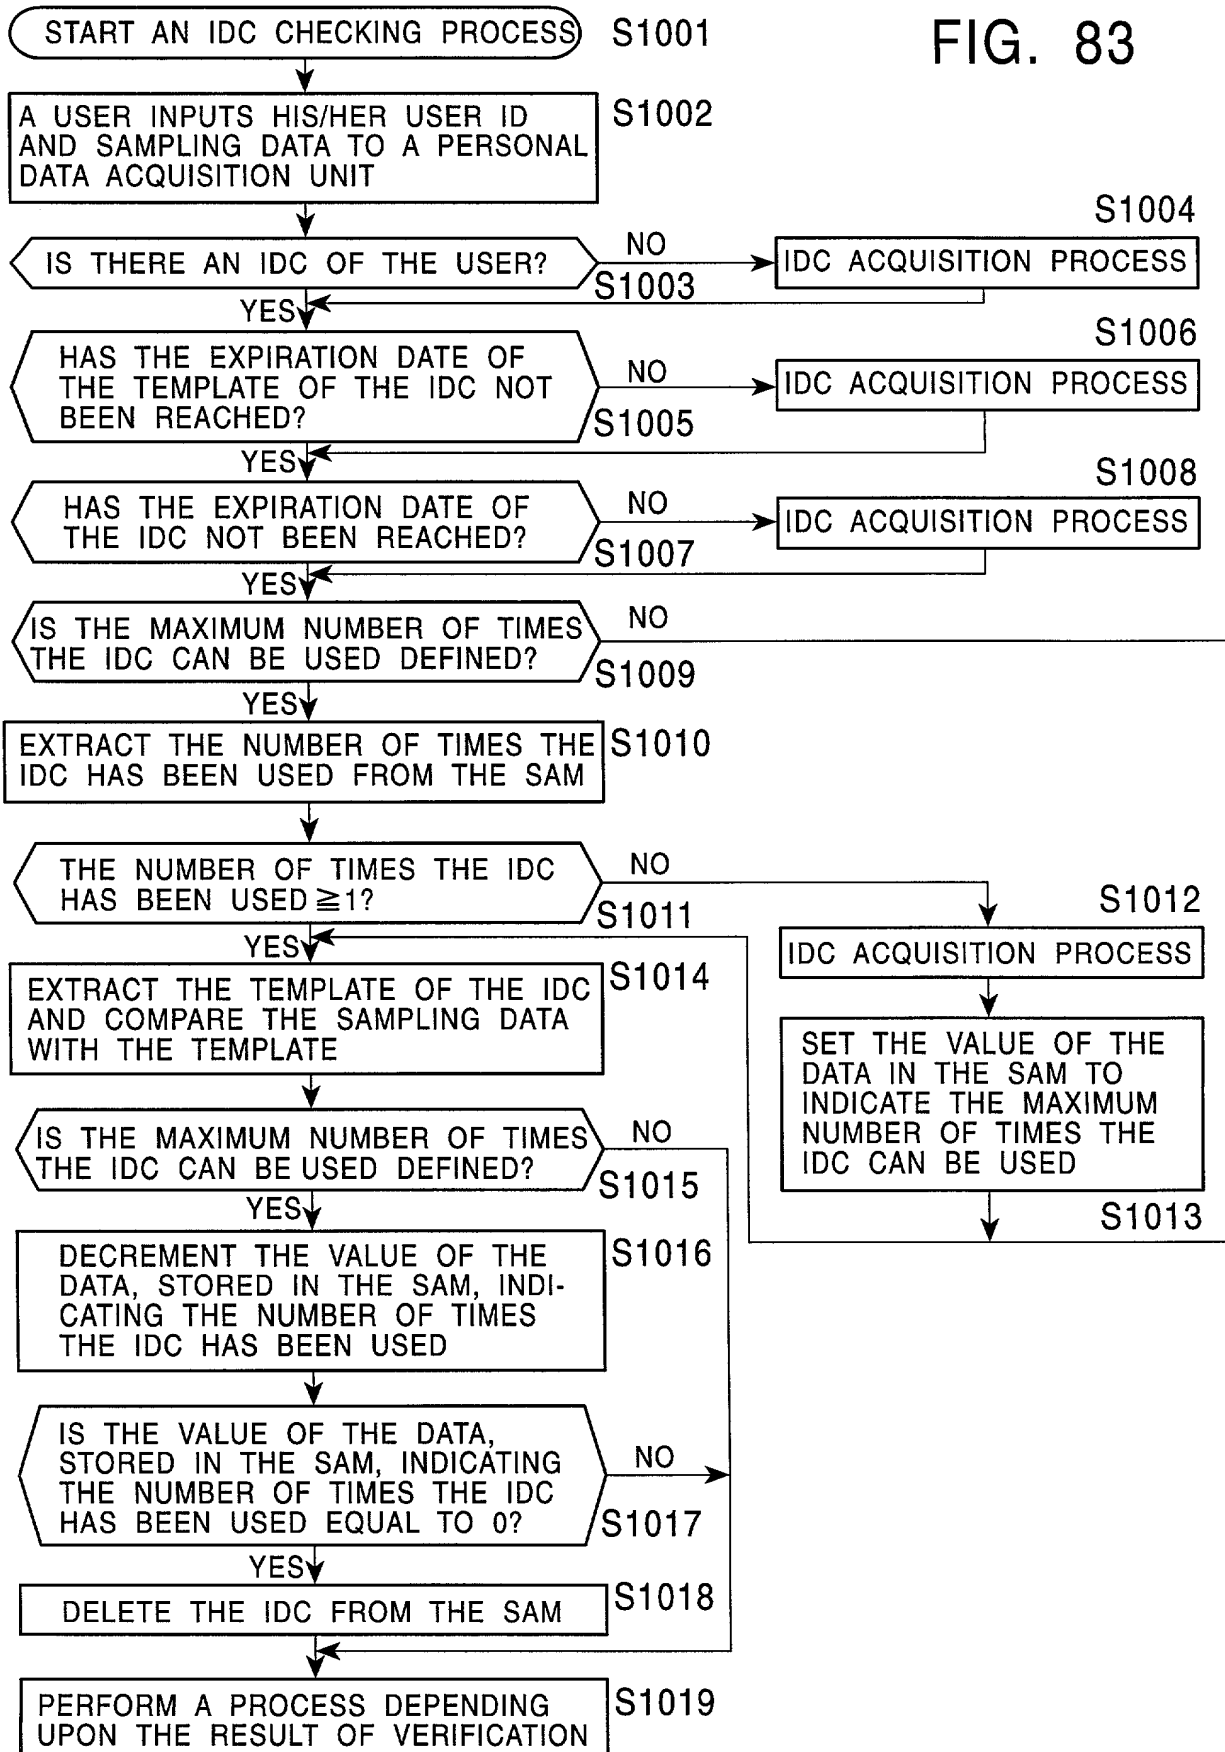 FIG. 83
START AN IDC CHECKING PROCESS
S1001
A USER INPUTS HIS/HER USER ID
AND SAMPLING DATA TO A PERSONAL
DATA ACQUISITION UNIT
S1002
IS THERE AN IDC OF THE USER?
NO
S1003
YES
S1004
IDC ACQUISITION PROCESS
HAS THE EXPIRATION DATE OF
THE TEMPLATE OF THE IDC NOT
BEEN REACHED?
NO
S1005
YES
S1006
IDC ACQUISITION PROCESS
HAS THE EXPIRATION DATE OF
THE IDC NOT BEEN REACHED?
NO
S1007
YES
S1008
IDC ACQUISITION PROCESS
IS THE MAXIMUM NUMBER OF TIMES
THE IDC CAN BE USED DEFINED?
NO
S1009
YES
EXTRACT THE NUMBER OF TIMES THE
IDC HAS BEEN USED FROM THE SAM
S1010
THE NUMBER OF TIMES THE IDC
HAS BEEN USED ≧1?
NO
S1011
YES
S1012
IDC ACQUISITION PROCESS
SET THE VALUE OF THE
DATA IN THE SAM TO
INDICATE THE MAXIMUM
NUMBER OF TIMES THE
IDC CAN BE USED
S1013
EXTRACT THE TEMPLATE OF THE IDC
AND COMPARE THE SAMPLING DATA
WITH THE TEMPLATE
S1014
IS THE MAXIMUM NUMBER OF TIMES
THE IDC CAN BE USED DEFINED?
NO
S1015
YES
DECREMENT THE VALUE OF THE
DATA, STORED IN THE SAM, INDI-
CATING THE NUMBER OF TIMES
THE IDC HAS BEEN USED
S1016
IS THE VALUE OF THE DATA,
STORED IN THE SAM, INDICATING
THE NUMBER OF TIMES THE IDC
HAS BEEN USED EQUAL TO 0?
NO
S1017
YES
DELETE THE IDC FROM THE SAM
S1018
PERFORM A PROCESS DEPENDING
UPON THE RESULT OF VERIFICATION
S1019